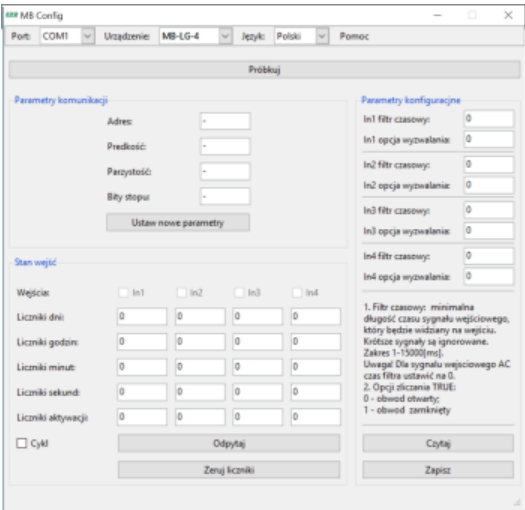 MB Config
Port: COM1 Urządzenie: MB-LG-4 Język: Polski Pomoc
Próbkuj
Parametry komunikacji
Adres: -
Predkość: -
Parzystość: -
Bity stopu: -
Ustaw nowe parametry
Stan wejść
Wejścia: In1 In2 In3 In4
Liczniki dni: 0 0 0 0
Liczniki godzin: 0 0 0 0
Liczniki minut: 0 0 0 0
Liczniki sekund: 0 0 0 0
Liczniki aktywacji: 0 0 0 0
Cykl
Odpytaj
Zeruj liczniki
Parametry konfiguracjne
In1 filtr czasowy: 0
In1 opcja wyzwalania: 0
In2 filtr czasowy: 0
In2 opcja wyzwalania: 0
In3 filtr czasowy: 0
In3 opcja wyzwalania: 0
In4 filtr czasowy: 0
In4 opcja wyzwalania: 0
1. Filtr czasowy: minimalna
długość czasu sygnału wejściowego,
który będzie widziany na wejściu.
Krótsze sygnały są ignorowane.
Zakres 1-15000[ms].
Uwaga! Dla sygnału wejsciowego AC
czas filtra ustawić na 0.
2. Opcji zliczania TRUE:
0 - obwod otwarty;
1 - obwod zamknięty
Czytaj
Zapisz